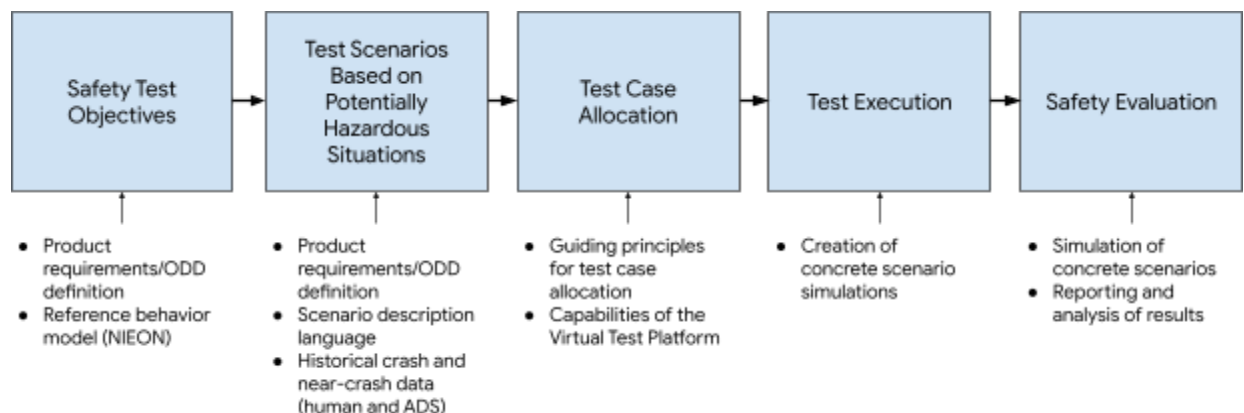 Safety Test
Objectives
Test Scenarios
Based on
Potentially
Hazardous
Situations
Test Case
Allocation
Test Execution
Safety Evaluation
● Product
requirements/ODD
definition
● Reference behavior
model (NIEON)
● Product
requirements/ODD
definition
● Scenario description
language
● Historical crash and
near-crash data
(human and ADS)
● Guiding principles
for test case
allocation
● Capabilities of the
Virtual Test Platform
● Creation of
concrete scenario
simulations
● Simulation of
concrete scenarios
● Reporting and
analysis of results